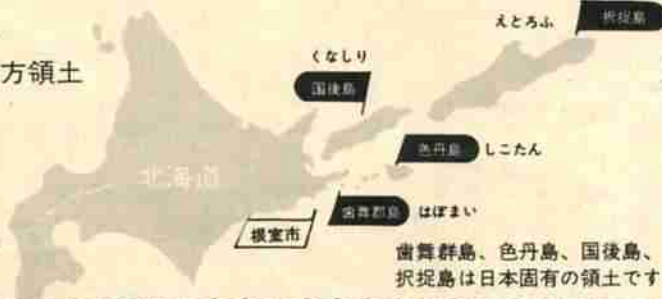 えとろふ
択捉島
方領土
くなしり
国後島
色丹島
しこたん
北海道
歯舞群島
はぼまい
根室市
歯舞群島、色丹島、国後島、
択捉島は日本固有の領土です